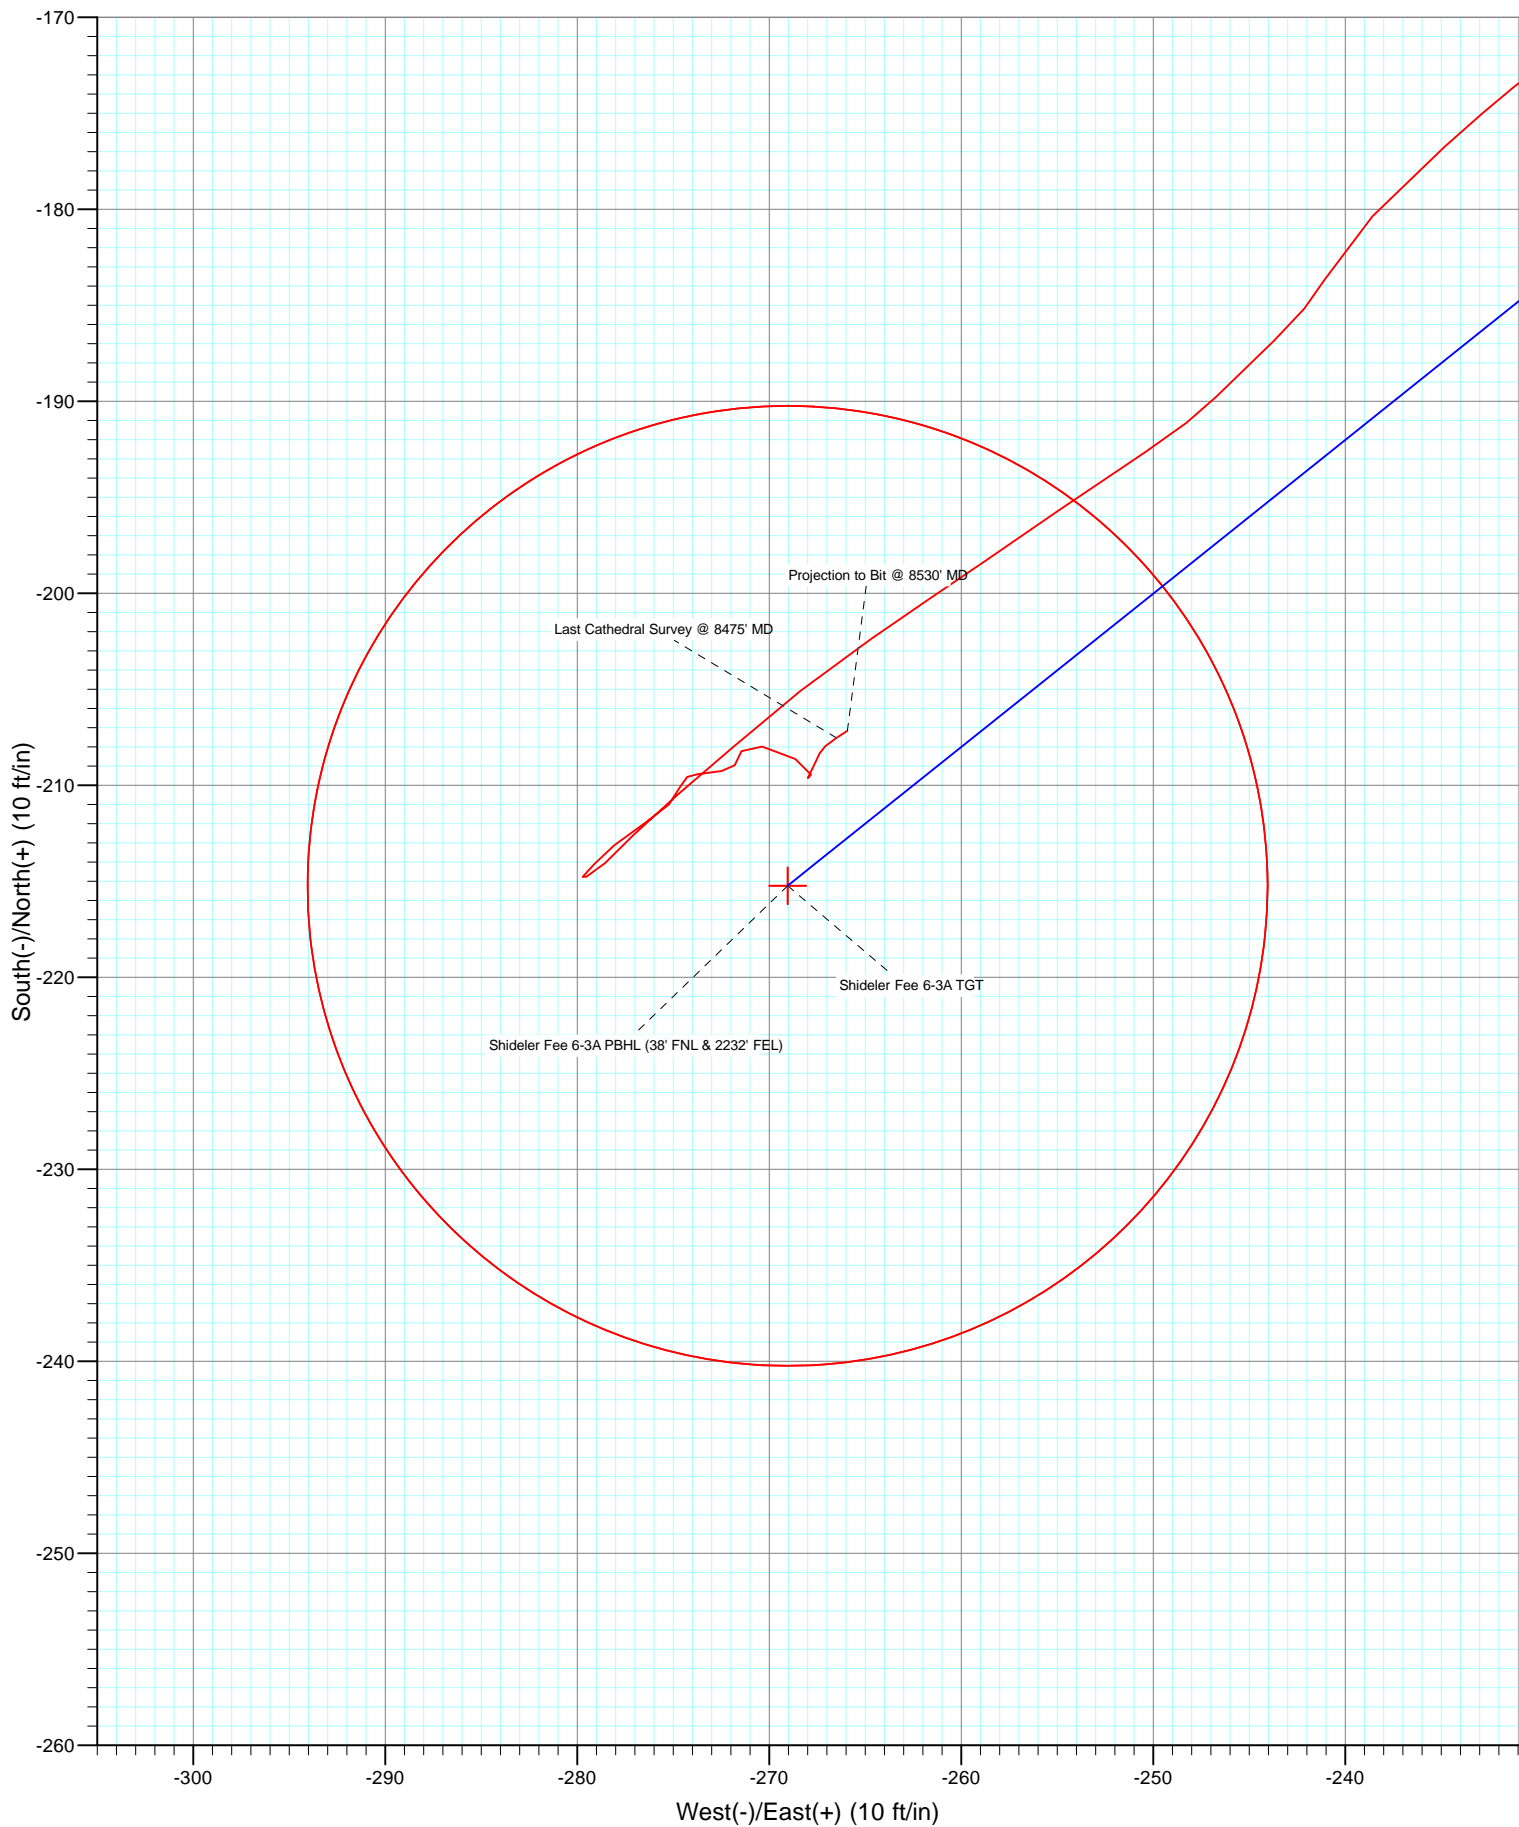 -170
-180
-190
-200
-210
-220
-230
-240
-250
-260
South(-)/North(+) (10 ft/in)
Projection to Bit @ 8530' MD
Last Cathedral Survey @ 8475' MD
Shideler Fee 6-3A TGT
Shideler Fee 6-3A PBHL (38' FNL & 2232' FEL)
-300
-290
-280
-270
-260
-250
-240
West(-)/East(+) (10 ft/in)